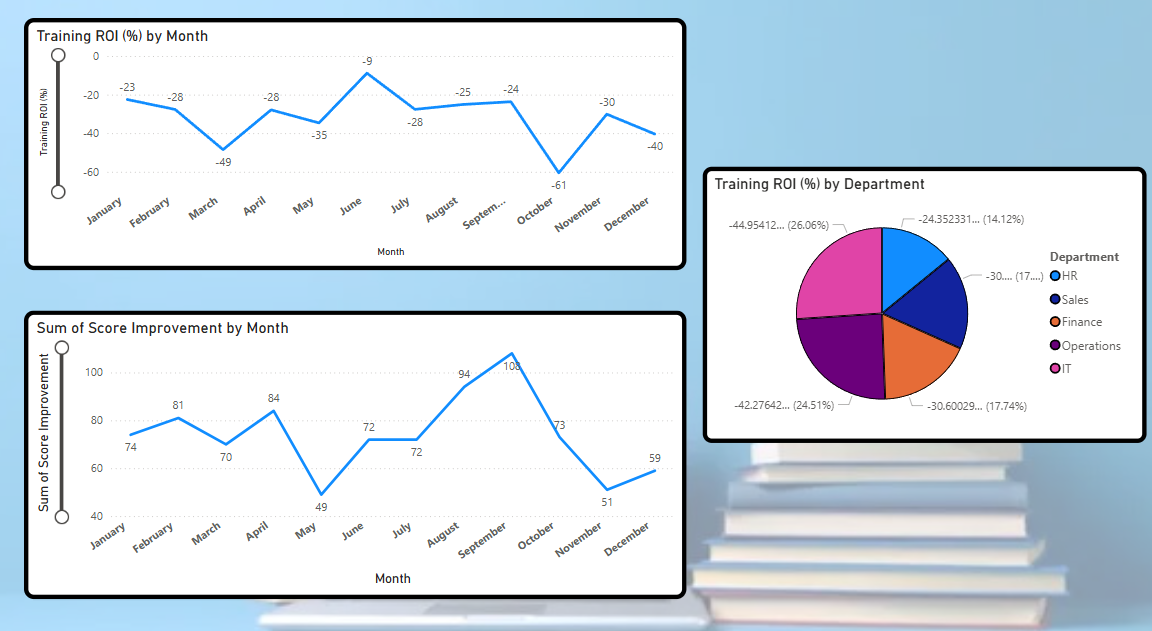 Training ROI (%) by Month
Training ROI (%)
0
-20
-40
-60
-23
-28
-49
-28
-35
-9
-28
-25
-24
-61
-30
-40
January
February
March
April
May
June
July
August
Septem...
October
November
December
Month
Sum of Score Improvement by Month
Sum of Score Improvement
100
80
60
40
74
81
70
84
49
72
72
94
108
73
51
59
January
February
March
April
May
June
July
August
September
October
November
December
Month
Training ROI (%) by Department
-44.95412... (26.06%)
-24.352331... (14.12%)
-30.... (17....)
-42.27642... (24.51%)
-30.60029... (17.74%)
Department
HR
Sales
Finance
Operations
IT